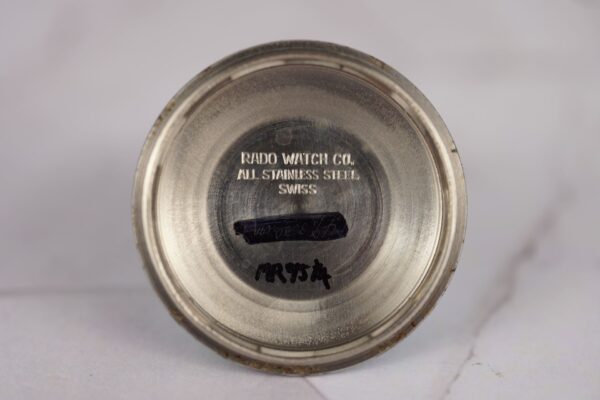 RADO WATCH CO.
ALL STAINLESS STEEL
SWISS